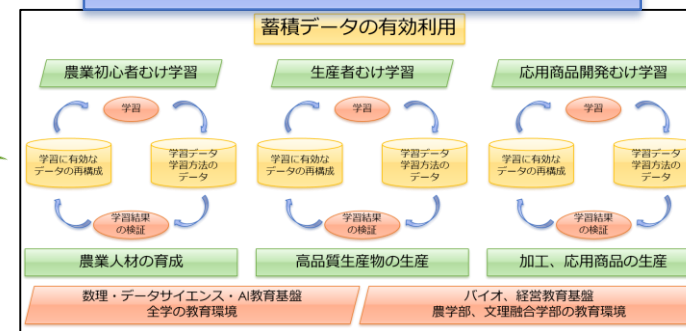 蓄積データの有効利用
農業初心者むけ学習
生産者むけ学習
応用商品開発むけ学習
学習
学習に有効な
データの再構成
学習データ
学習方法の
データ
学習結果
の検証
学習
学習に有効な
データの再構成
学習データ
学習方法の
データ
学習結果
の検証
学習
学習に有効な
データの再構成
学習データ
学習方法の
データ
学習結果
の検証
農業人材の育成
高品質生産物の生産
加工、応用商品の生産
数理・データサイエンス・AI教育基盤
全学の教育環境
バイオ、経営教育基盤
農学部、文理融合学部の教育環境